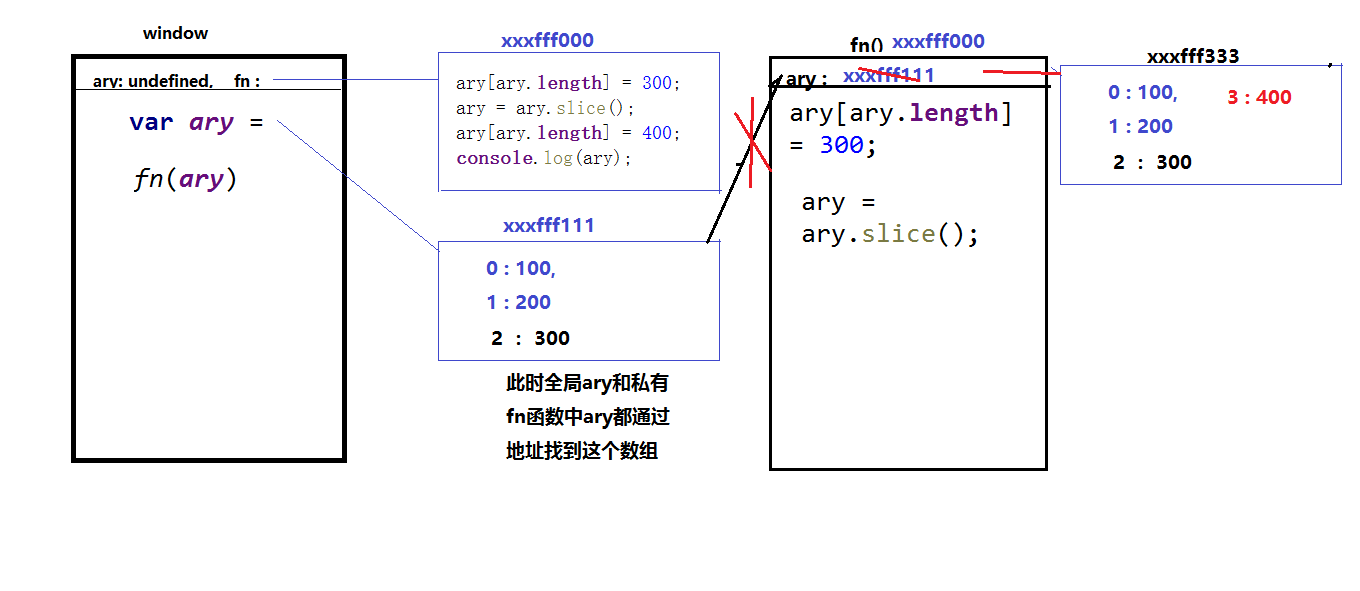 window
ary: undefined,    fn :
var ary =
fn(ary)
xxxfff000
ary[ary.length] = 300;
ary = ary.slice();
ary[ary.length] = 400;
console.log(ary);
xxxfff111
0 : 100,
1 : 200
2 : 300
此时全局ary和私有
fn函数中ary都通过
地址找到这个数组
fn() xxxfff000
ary : xxxfff111
ary[ary.length]
= 300;
ary =
ary.slice();
xxxfff333
0 : 100, 3 : 400
1 : 200
2 : 300